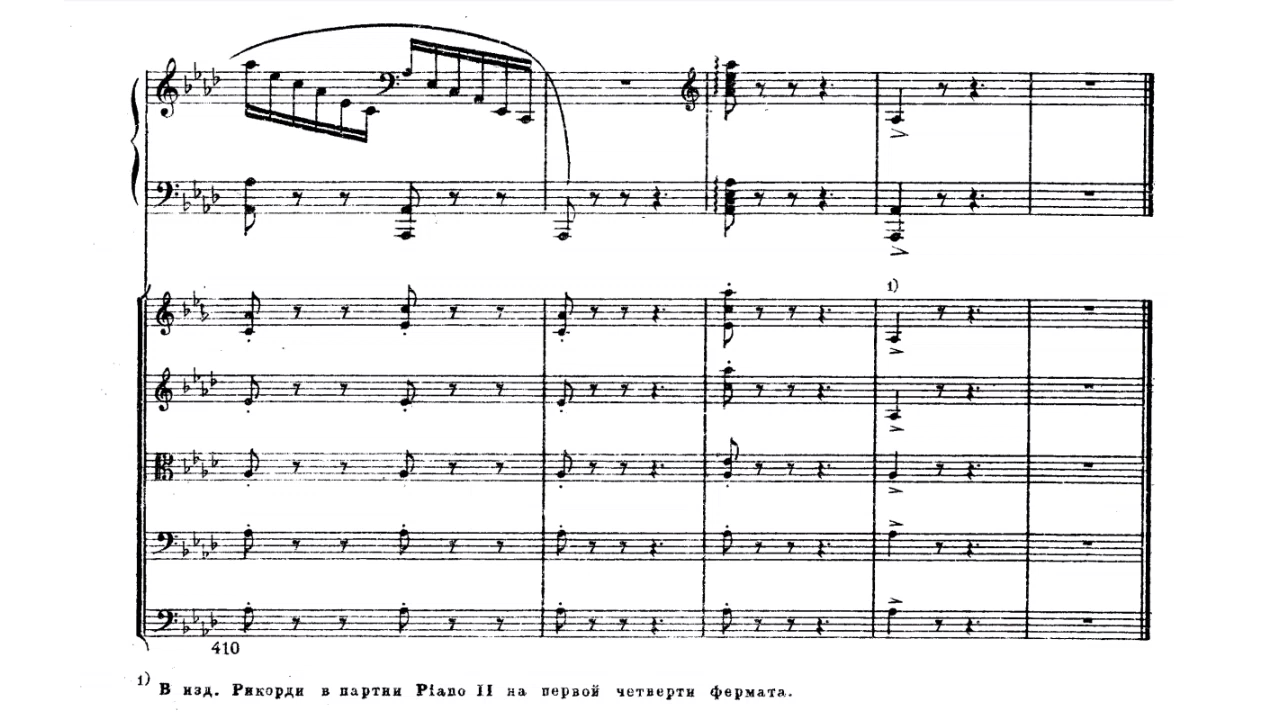 1)
410
1) В изд. Рикорди в партии Piano II на первой четверти фермата.